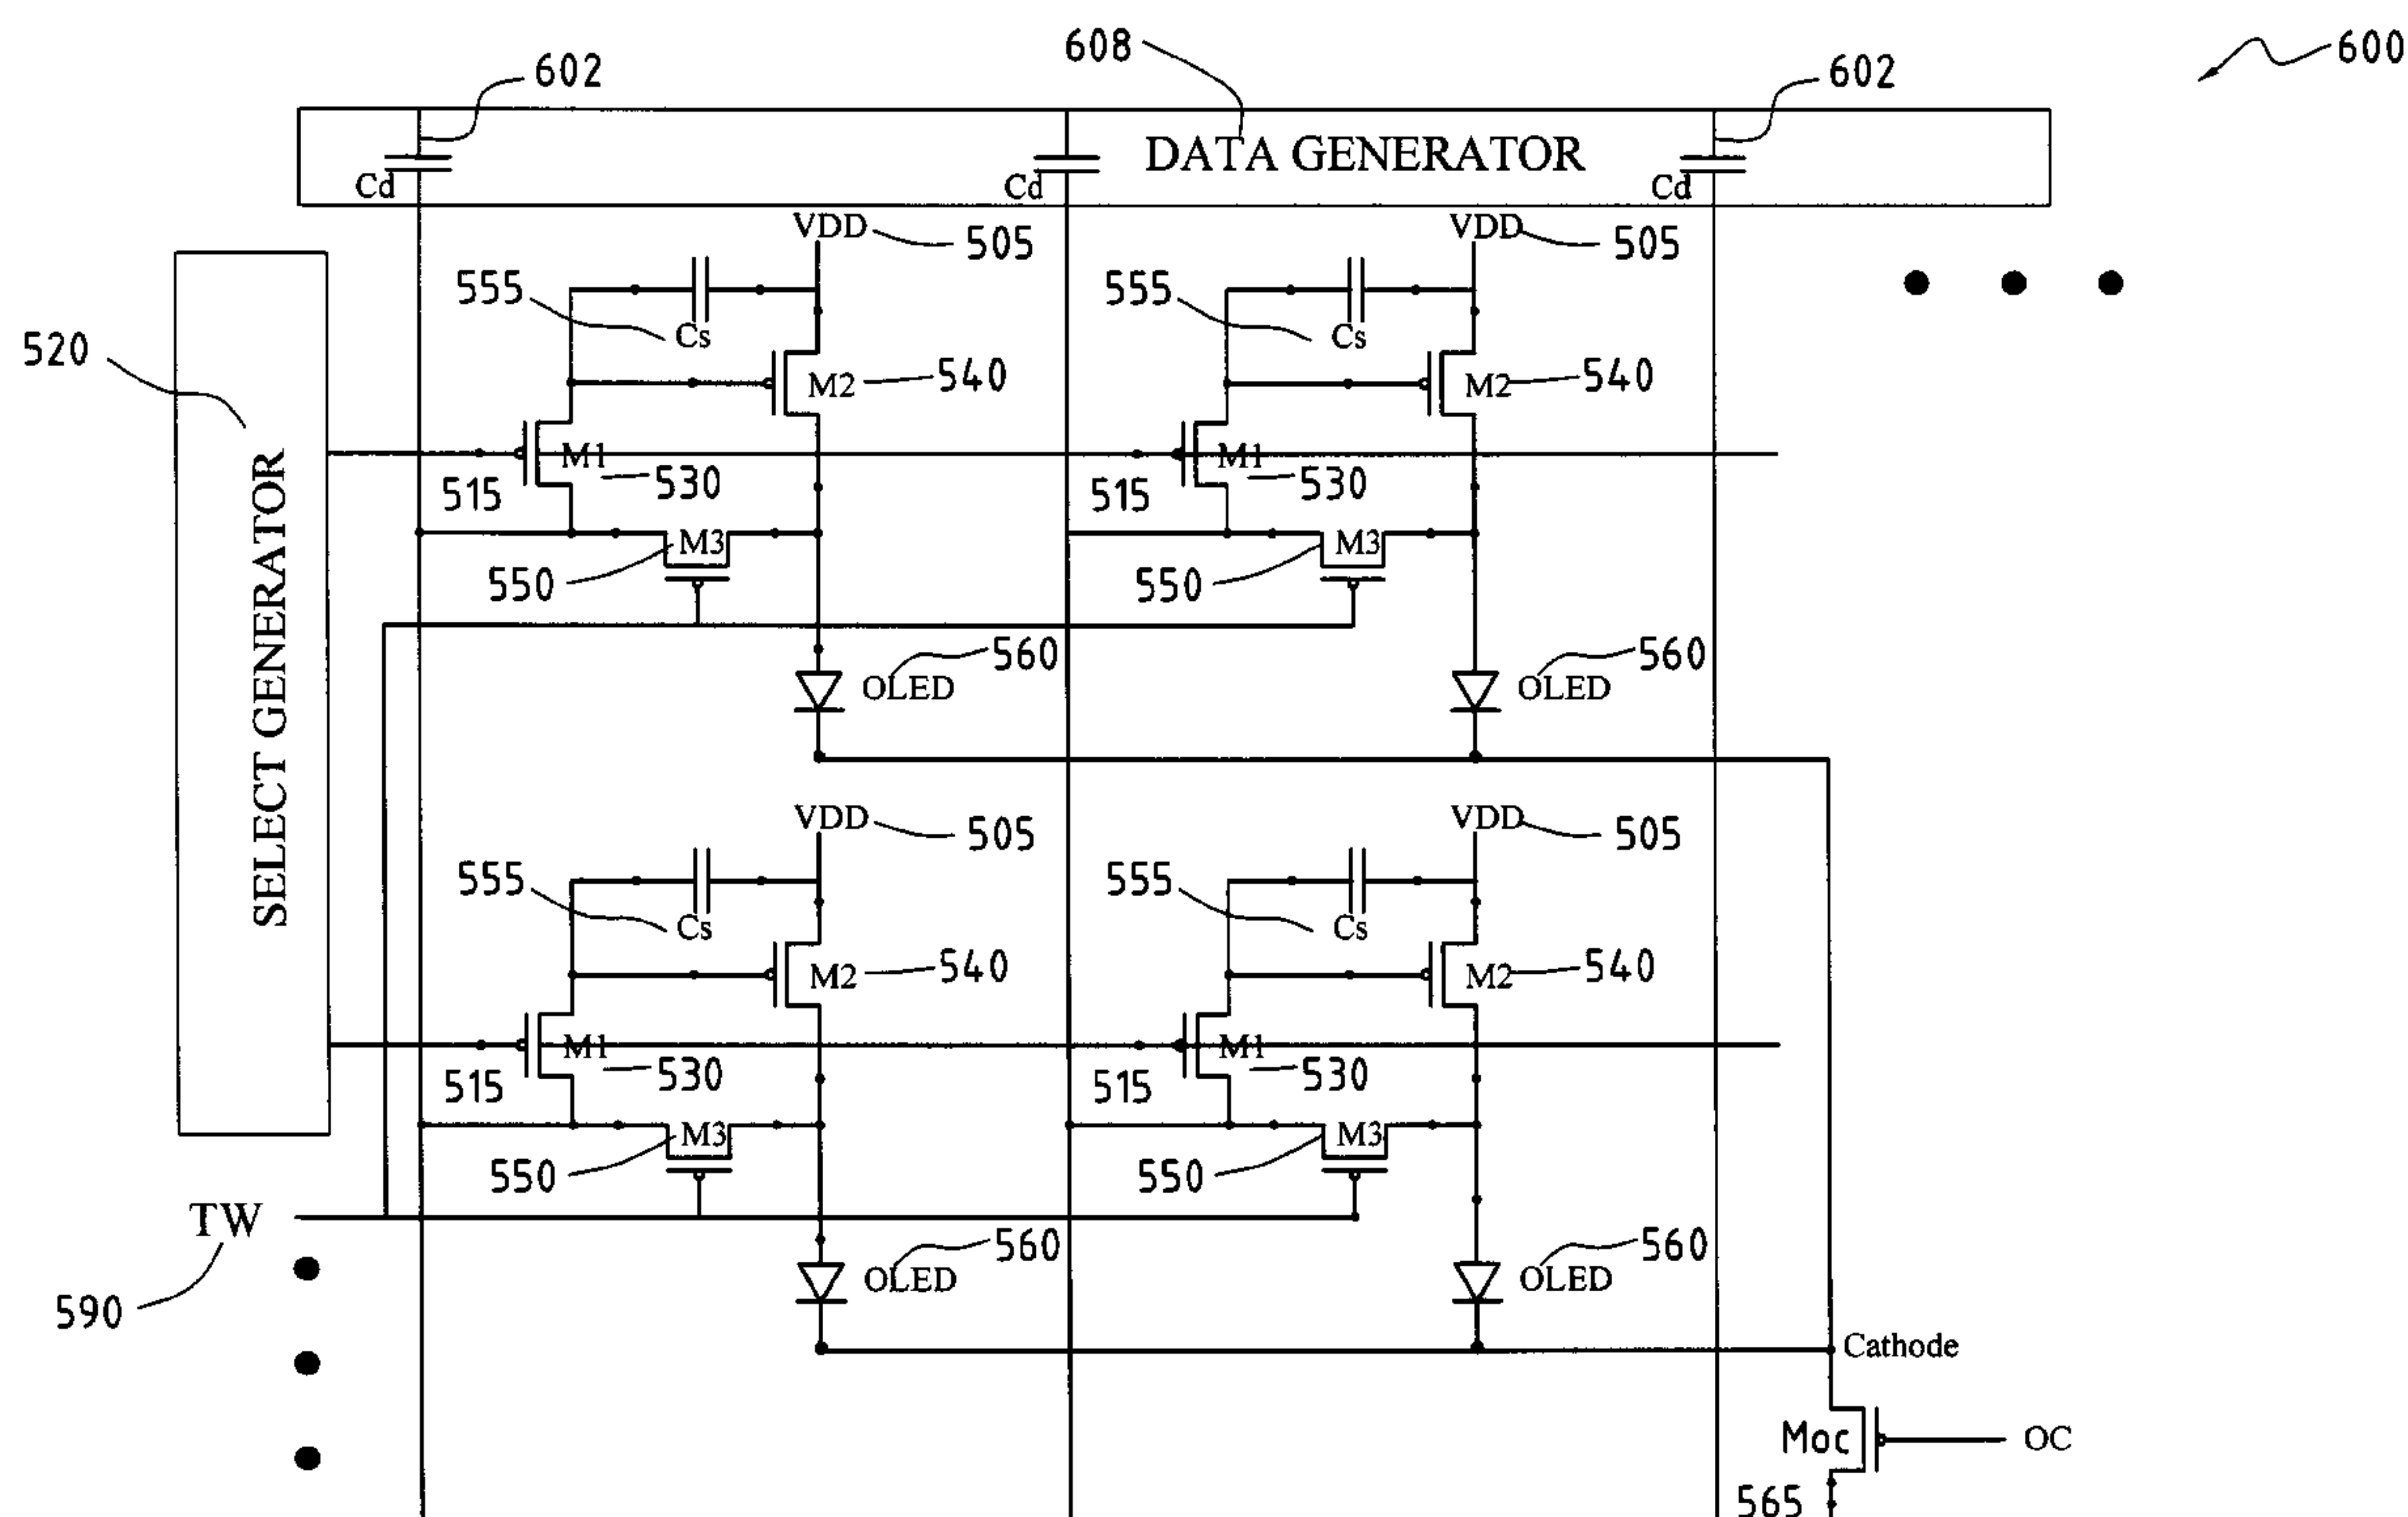 600
602
608
602
DATA GENERATOR
Cd
Cd
Cd
VDD
505
VDD
505
555
Cs
555
Cs
520
M2
540
M2
540
M1
530
M1
530
515
515
SELECT GENERATOR
M3
M3
550
550
560
OLED
560
OLED
VDD
505
VDD
505
555
Cs
555
Cs
M2
540
M2
540
M1
530
M1
530
515
515
M3
M3
550
550
TW
590
560
OLED
560
OLED
Cathode
Moc
OC
565